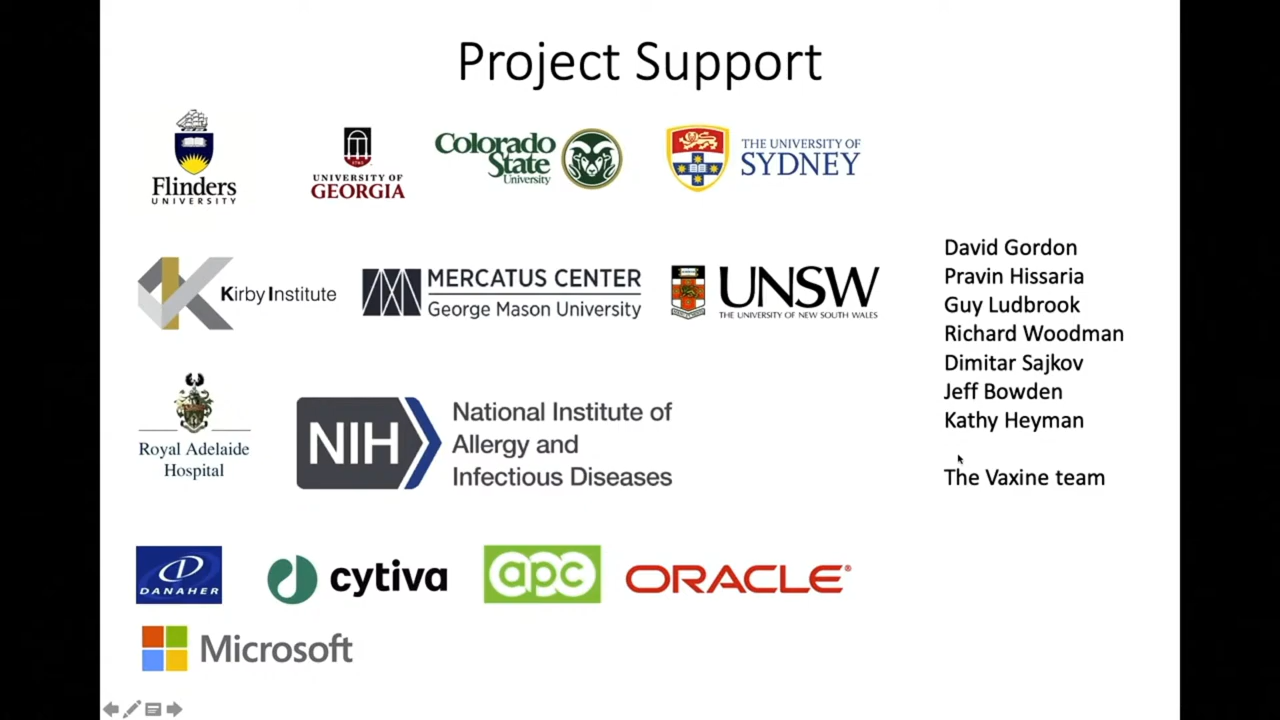 Project Support
Flinders
UNIVERSITY
UNIVERSITY OF
GEORGIA
Colorado
State
University
THE UNIVERSITY OF
SYDNEY
Kirby Institute
MERCATUS CENTER
George Mason University
UNSW
THE UNIVERSITY OF NEW SOUTH WALES
David Gordon
Pravin Hissaria
Guy Ludbrook
Richard Woodman
Dimitar Sajkov
Jeff Bowden
Kathy Heyman
The Vaxine team
Royal Adelaide
Hospital
NIH
National Institute of
Allergy and
Infectious Diseases
DANAHER
cytiva
apc
ORACLE®
Microsoft